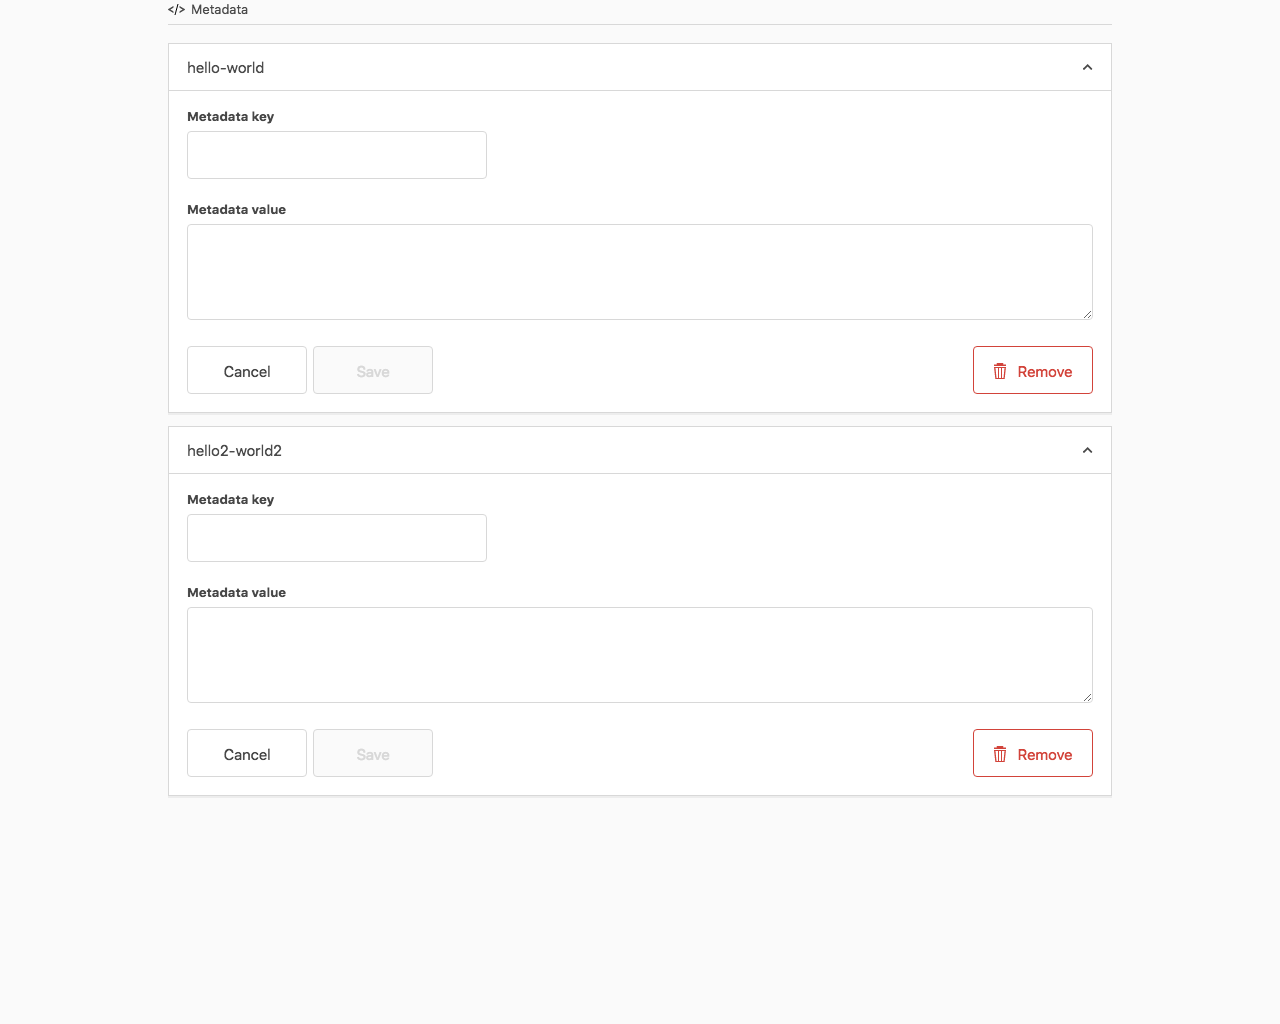 </> Metadata
hello-world
Metadata key
Metadata value
Cancel Save Remove
hello2-world2
Metadata key
Metadata value
Cancel Save Remove